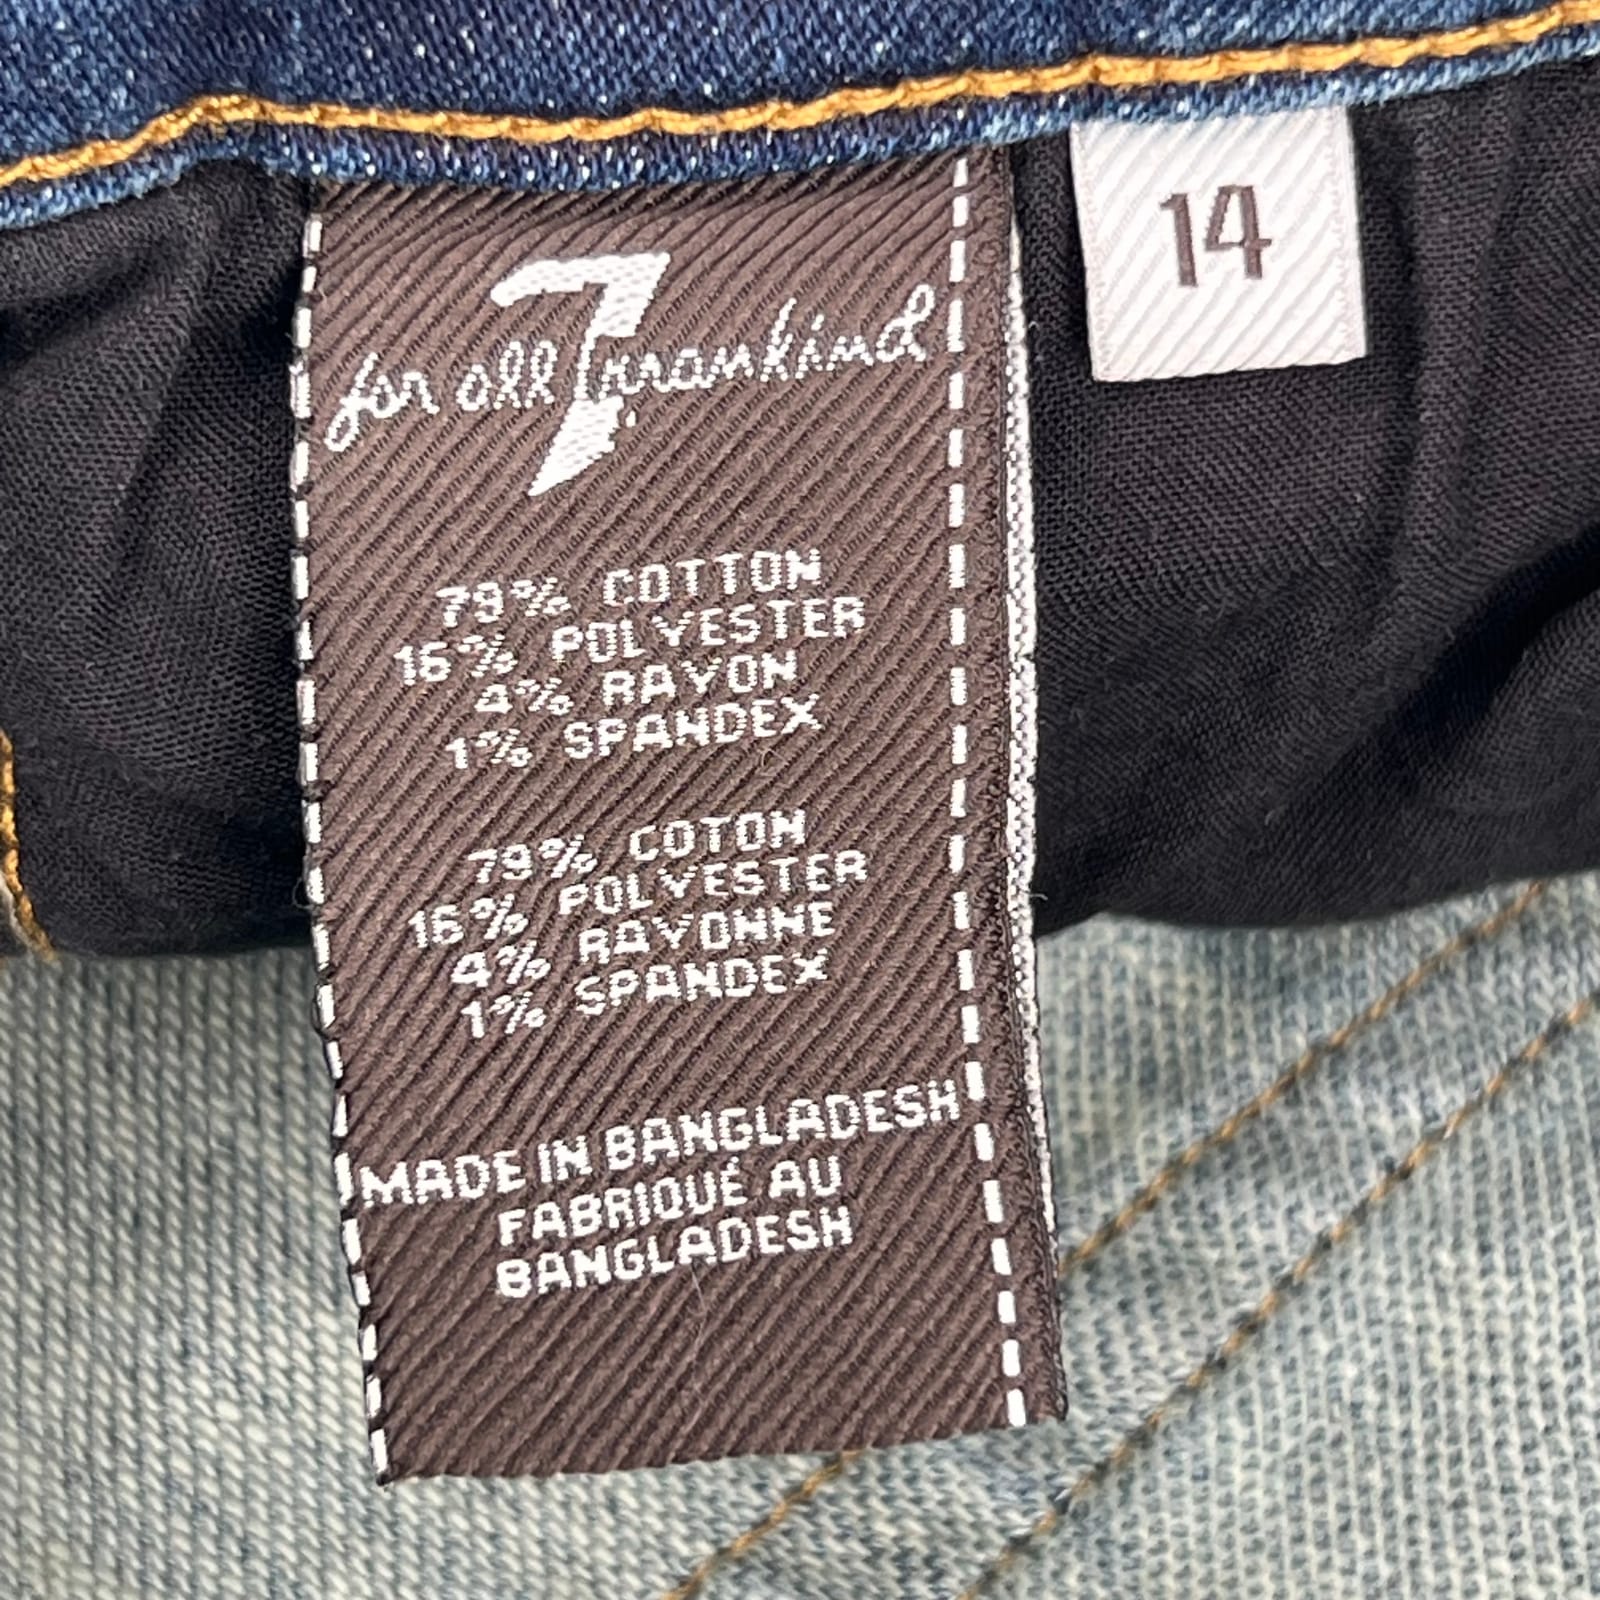 14
7
for all mankind
79% COTTON
16% POLYESTER
4% RAYON
1% SPANDEX
79% COTON
16% POLYESTER
4% RAYONNE
1% SPANDEX
MADE IN BANGLADESH
FABRIQUÉ AU
BANGLADESH